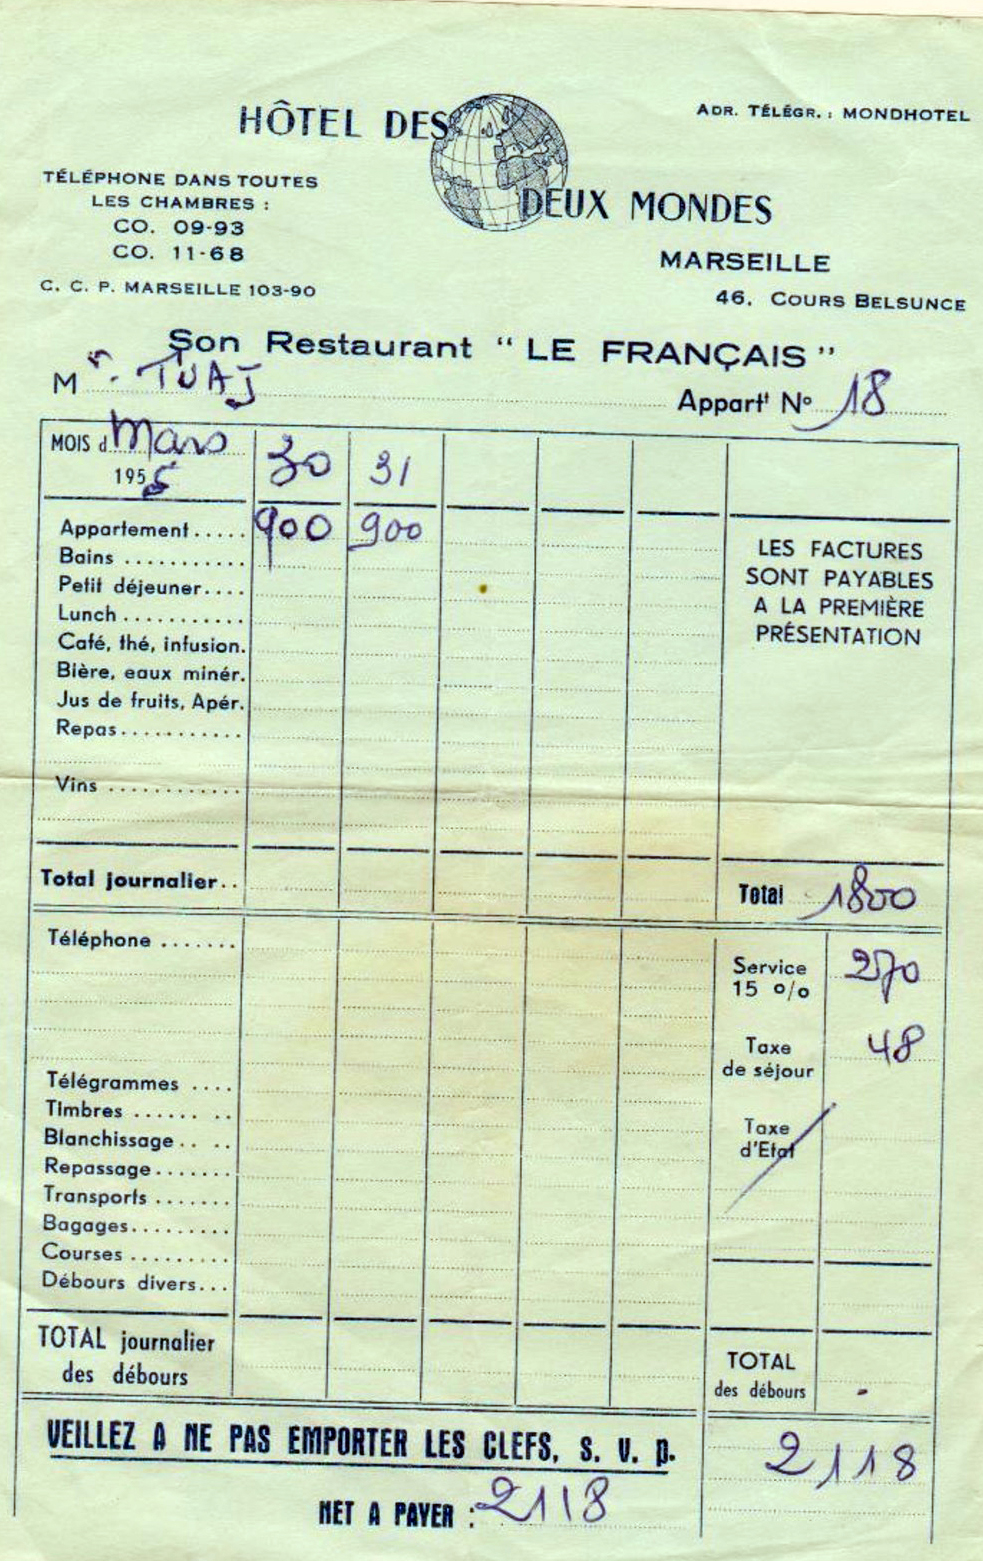 HÔTEL DES
DEUX MONDES
ADR. TÉLÉGR. : MONDHOTEL
TÉLÉPHONE DANS TOUTES
LES CHAMBRES :
CO. 09-93
CO. 11-68
C. C. P. MARSEILLE 103-90
MARSEILLE
46, COURS BELSUNCE
Son Restaurant “ LE FRANÇAIS ”
Mr. TUAJ
Appart' N° 18
MOIS d Mars 30 31
195
Appartement ..... 900 900
Bains ...........
Petit déjeuner....
Lunch ...........
Café, thé, infusion.
Bière, eaux minér.
Jus de fruits, Apér.
Repas...........
Vins ............
LES FACTURES
SONT PAYABLES
A LA PREMIÈRE
PRÉSENTATION
Total journalier.. Total 1800
Téléphone .......
Télégrammes ....
Timbres ...... ..
Blanchissage .. ..
Repassage.......
Transports .......
Bagages.........
Courses .........
Débours divers...
Service 270
15 o/o
Taxe 48
de séjour
Taxe
d'Etat
TOTAL journalier
des débours
TOTAL
des débours -
VEILLEZ A NE PAS EMPORTER LES CLEFS, S. V. P. 2118
NET A PAYER : 2118